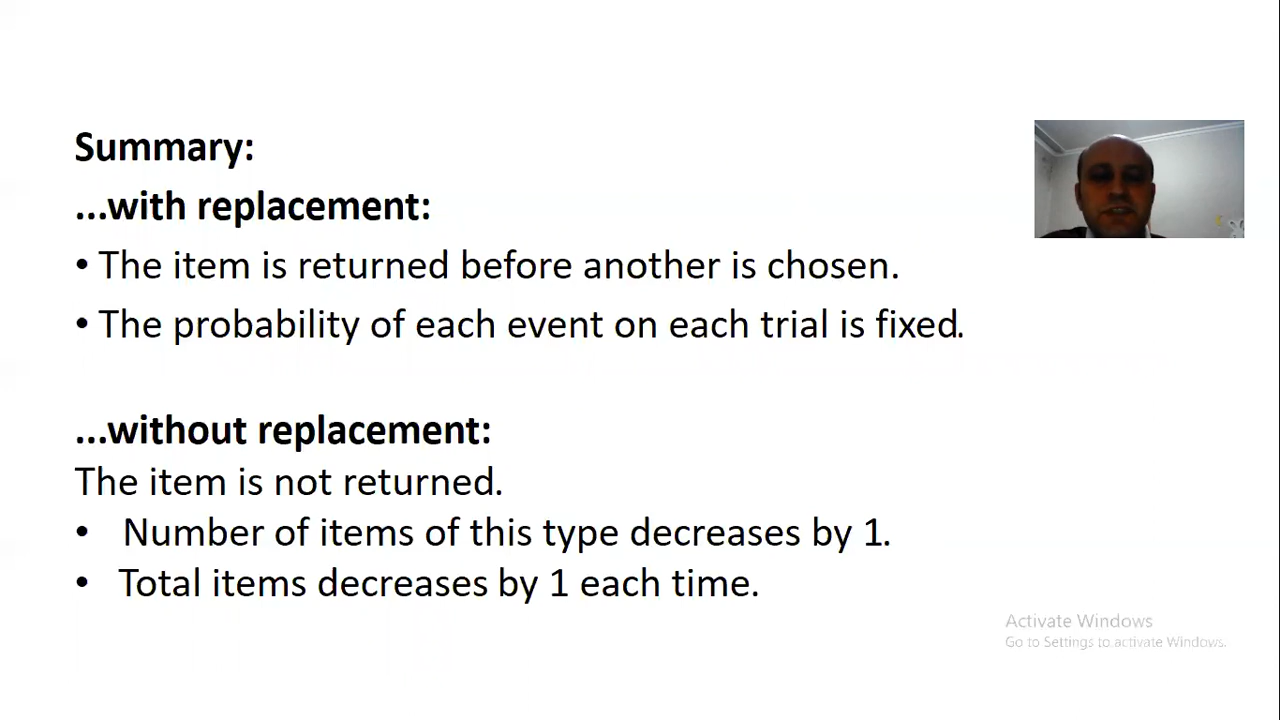 Summary:
...with replacement:
• The item is returned before another is chosen.
• The probability of each event on each trial is fixed.
...without replacement:
The item is not returned.
• Number of items of this type decreases by 1.
• Total items decreases by 1 each time.
Activate Windows
Go to Settings to activate Windows.